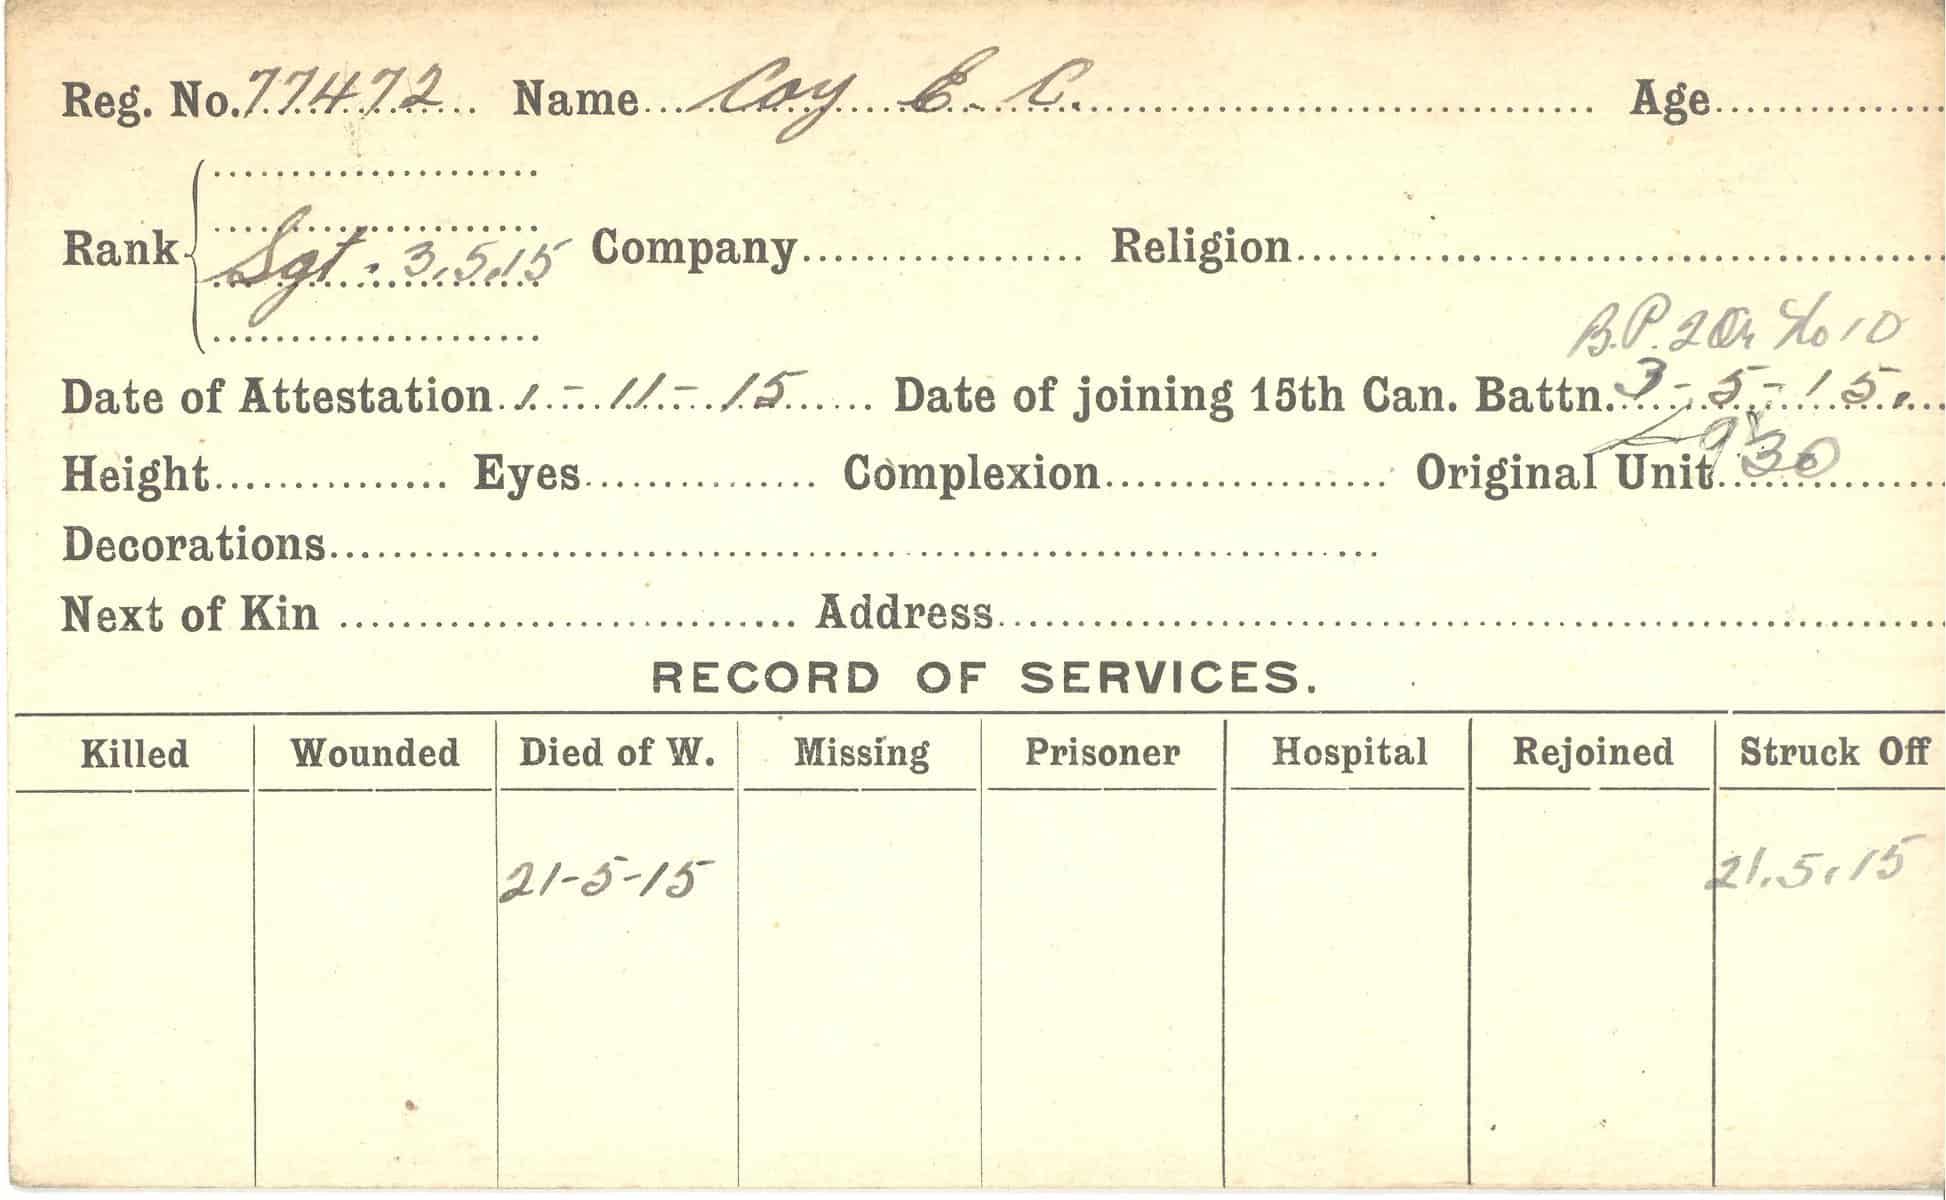 Reg. No. 77472 Name Coy E. C. Age
Rank Sgt. 3.5.15 Company Religion
B.P. 2 Or No 10
Date of Attestation 1-11-15 Date of joining 15th Can. Battn. 3-5-15.
Height Eyes Complexion Original Unit 30
Decorations
Next of Kin Address
RECORD OF SERVICES.
Killed Wounded Died of W. Missing Prisoner Hospital Rejoined Struck Off
21-5-15 21.5.15